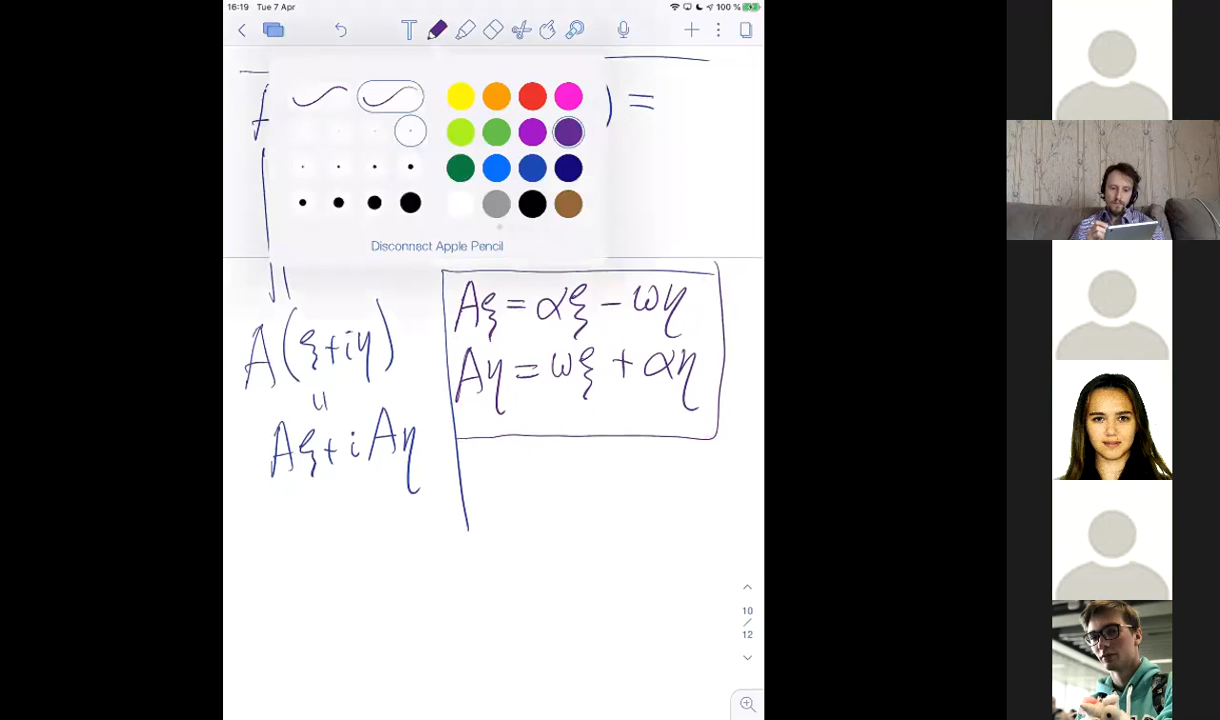 16:19 Tue 7 Apr
100 %
T
) =
Disconnect Apple Pencil
Aξ = αξ − ωη
Aη = ωξ + αη
A(ξ+iη)
Aξ+iAη
10
/
12